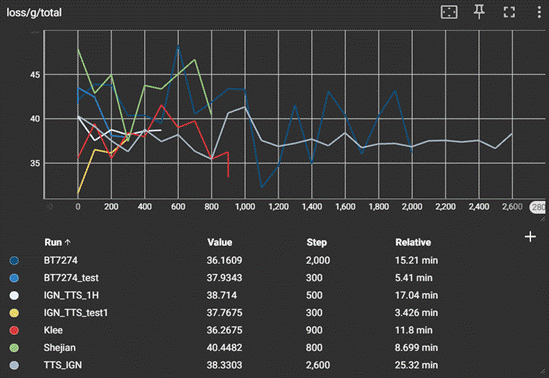 loss/g/total
45
40
35
0 200 400 600 800 1,000 1,200 1,400 1,600 1,800 2,000 2,200 2,400 2,600 280
Run ↑ Value Step Relative
BT7274 36.1609 2,000 15.21 min
BT7274_test 37.9343 300 5.41 min
IGN_TTS_1H 38.714 500 17.04 min
IGN_TTS_test1 37.7675 300 3.426 min
Klee 36.2675 900 11.8 min
Shejian 40.4482 800 8.699 min
TTS_IGN 38.3303 2,600 25.32 min